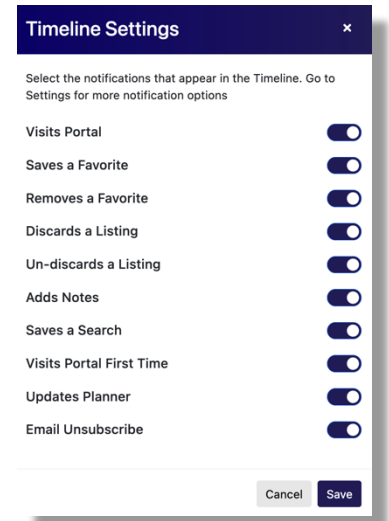 Timeline Settings
×
Select the notifications that appear in the Timeline. Go to
Settings for more notification options
Visits Portal
Saves a Favorite
Removes a Favorite
Discards a Listing
Un-discards a Listing
Adds Notes
Saves a Search
Visits Portal First Time
Updates Planner
Email Unsubscribe
Cancel Save